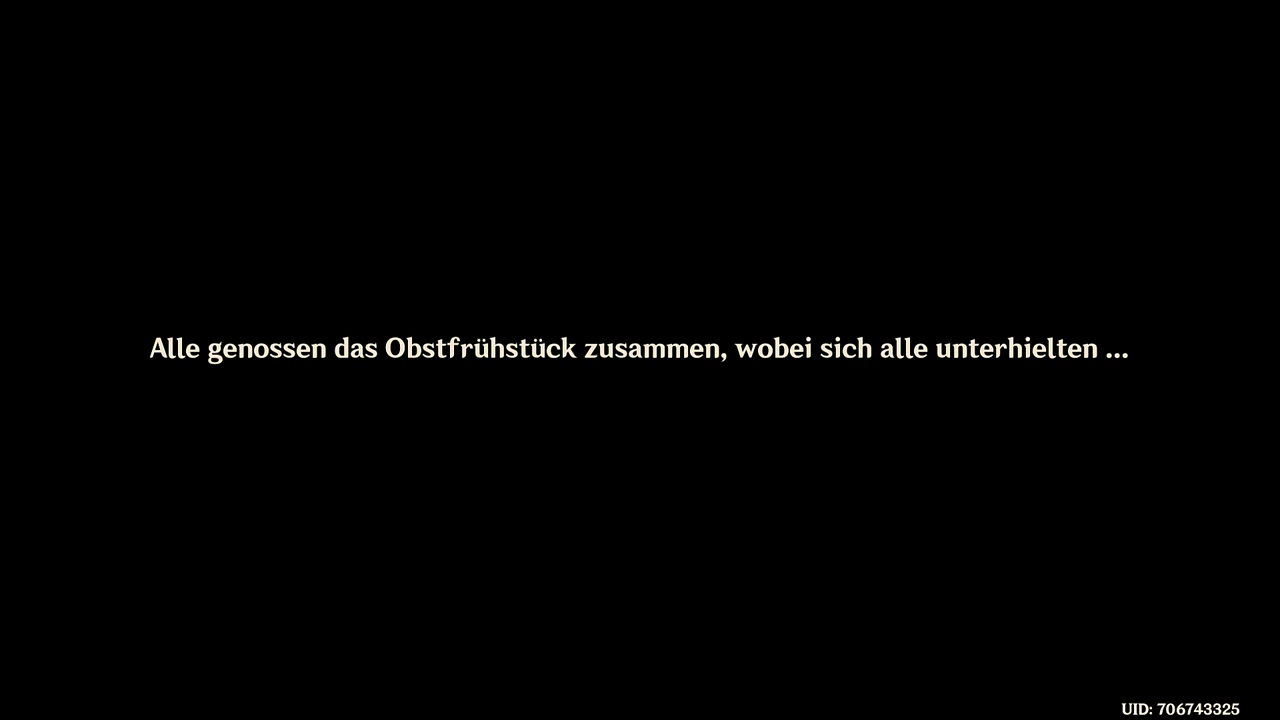 Alle genossen das Obstfrühstück zusammen, wobei sich alle unterhielten ...
UID: 706743325